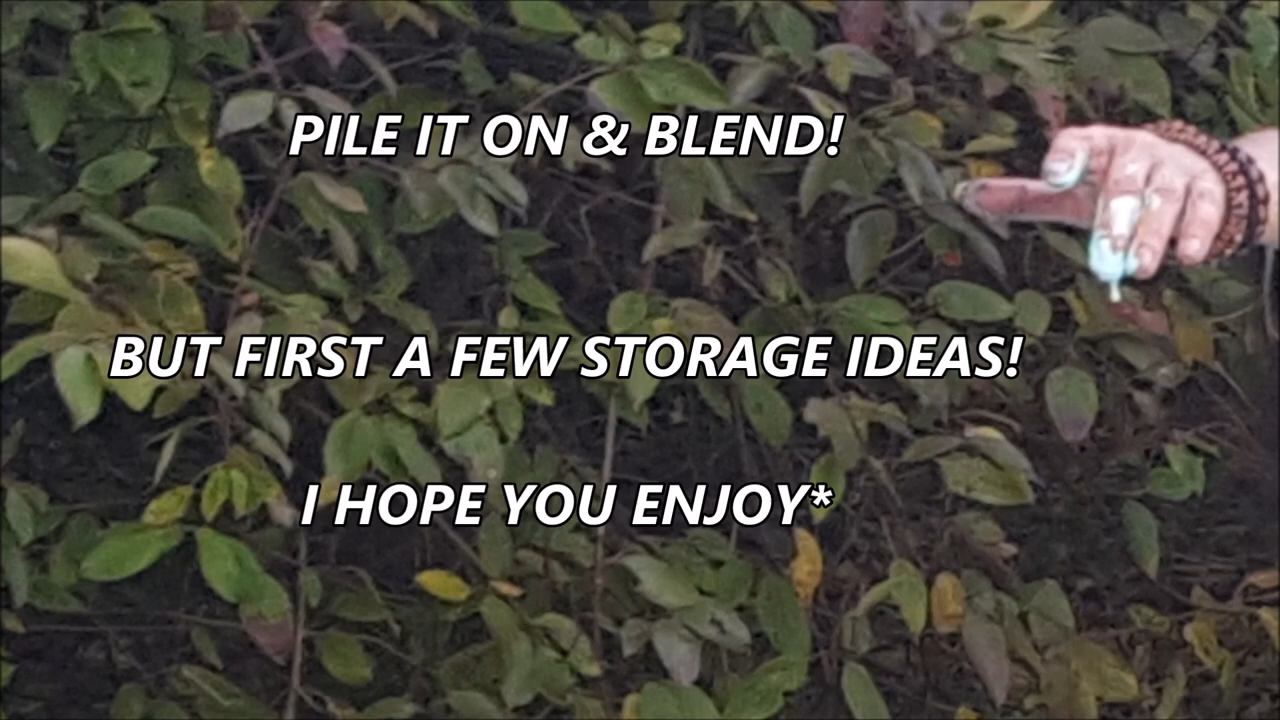 PILE IT ON & BLEND!
BUT FIRST A FEW STORAGE IDEAS!
I HOPE YOU ENJOY*